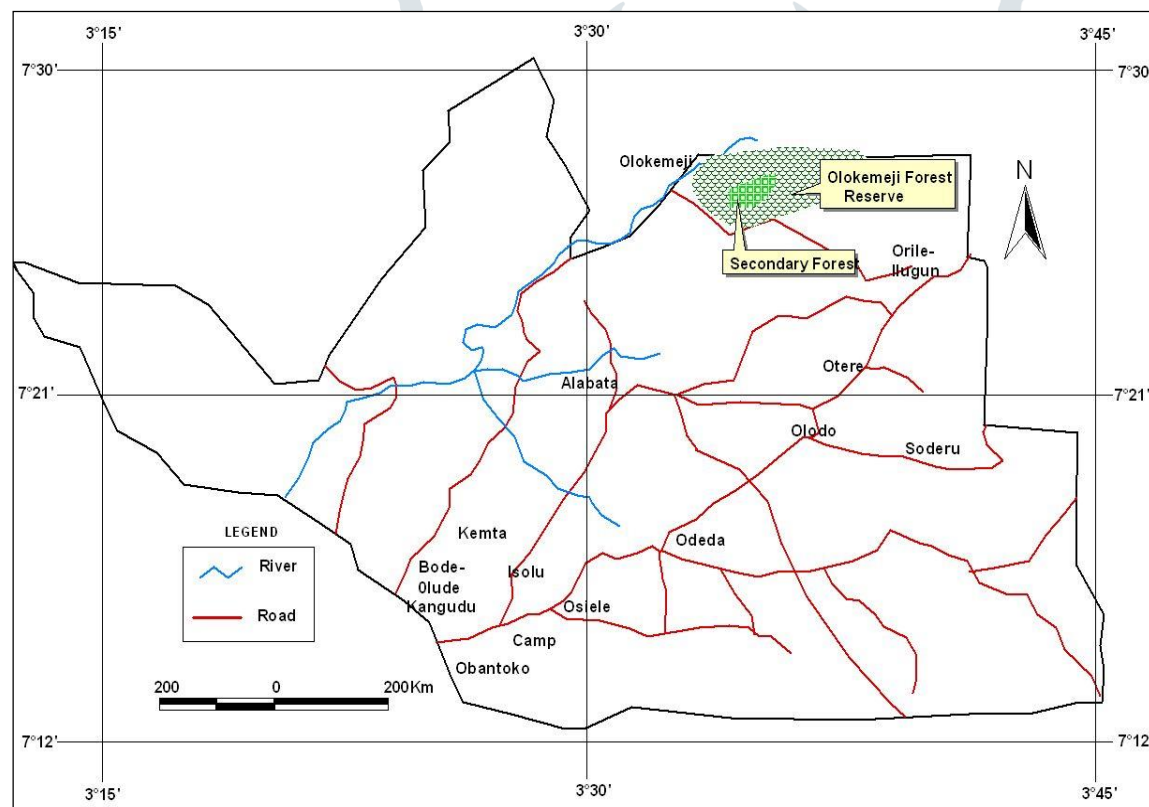 3°15’ 3°30’ 3°45’
7°30’ 7°30’
N
Olokemeji
Olokemeji Forest
Reserve
Secondary Forest
Orile-
Ilugun
Otere
Alabata
7°21’ 7°21’
Olodo
Soderu
LEGEND
River
Road
Kemta
Odeda
Bode-
0lude
Isolu
Kangudu
Osiele
Camp
Obantoko
200 0 200Km
7°12’ 7°12’
3°15’ 3°30’ 3°45’